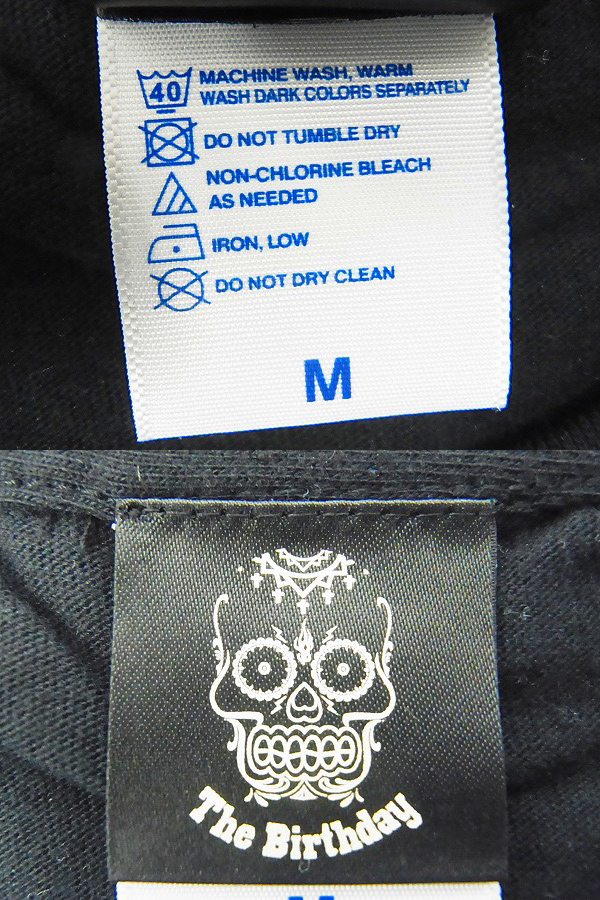 40 MACHINE WASH, WARM
WASH DARK COLORS SEPARATELY
DO NOT TUMBLE DRY
NON-CHLORINE BLEACH
AS NEEDED
IRON, LOW
DO NOT DRY CLEAN
M
The Birthday